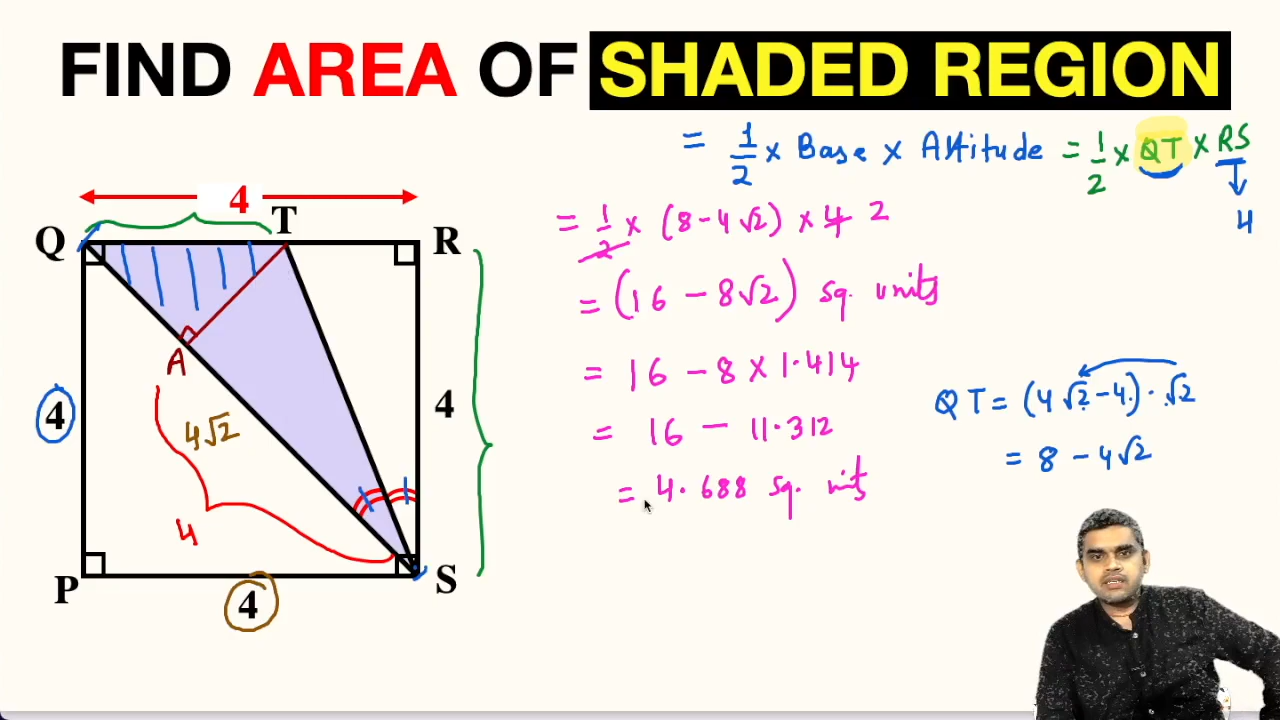 FIND AREA OF SHADED REGION
= 1/2 × Base × Altitude = 1/2 × QT × RS
4
= 1/2 × (8 - 4√2) × 4 2
= (16 - 8√2) sq. units
= 16 - 8 × 1.414
= 16 - 11.312
= 4.688 sq. units
QT = (4√2 - 4) · √2
= 8 - 4√2
4
Q T R
A
4 4√2 4
4
P S
4